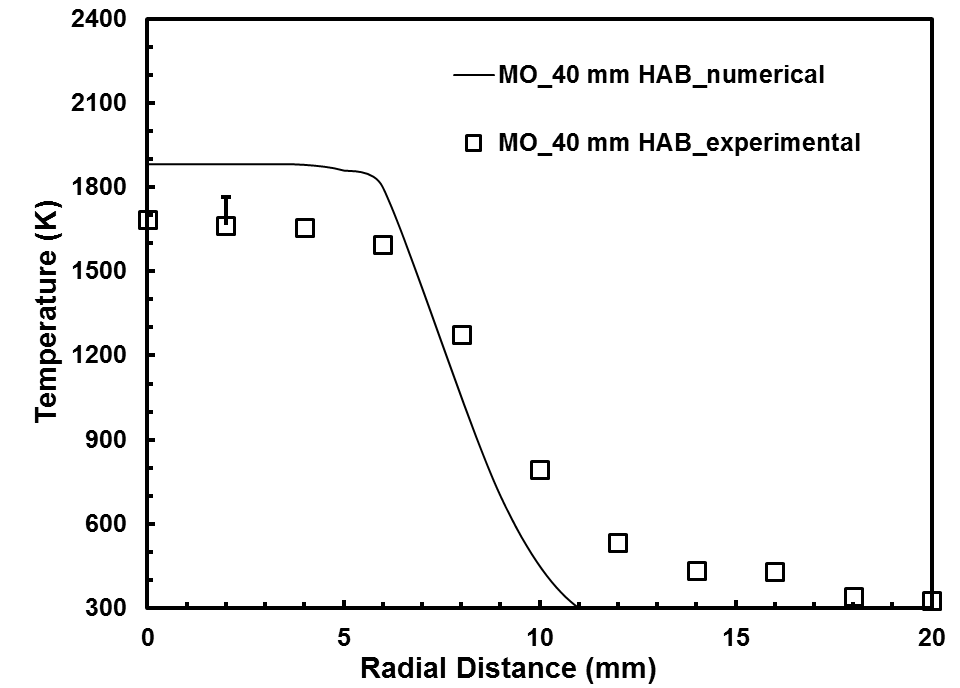 2400
2100
1800
1500
1200
900
600
300
Temperature (K)
MO_40 mm HAB_numerical
MO_40 mm HAB_experimental
0 5 10 15 20
Radial Distance (mm)